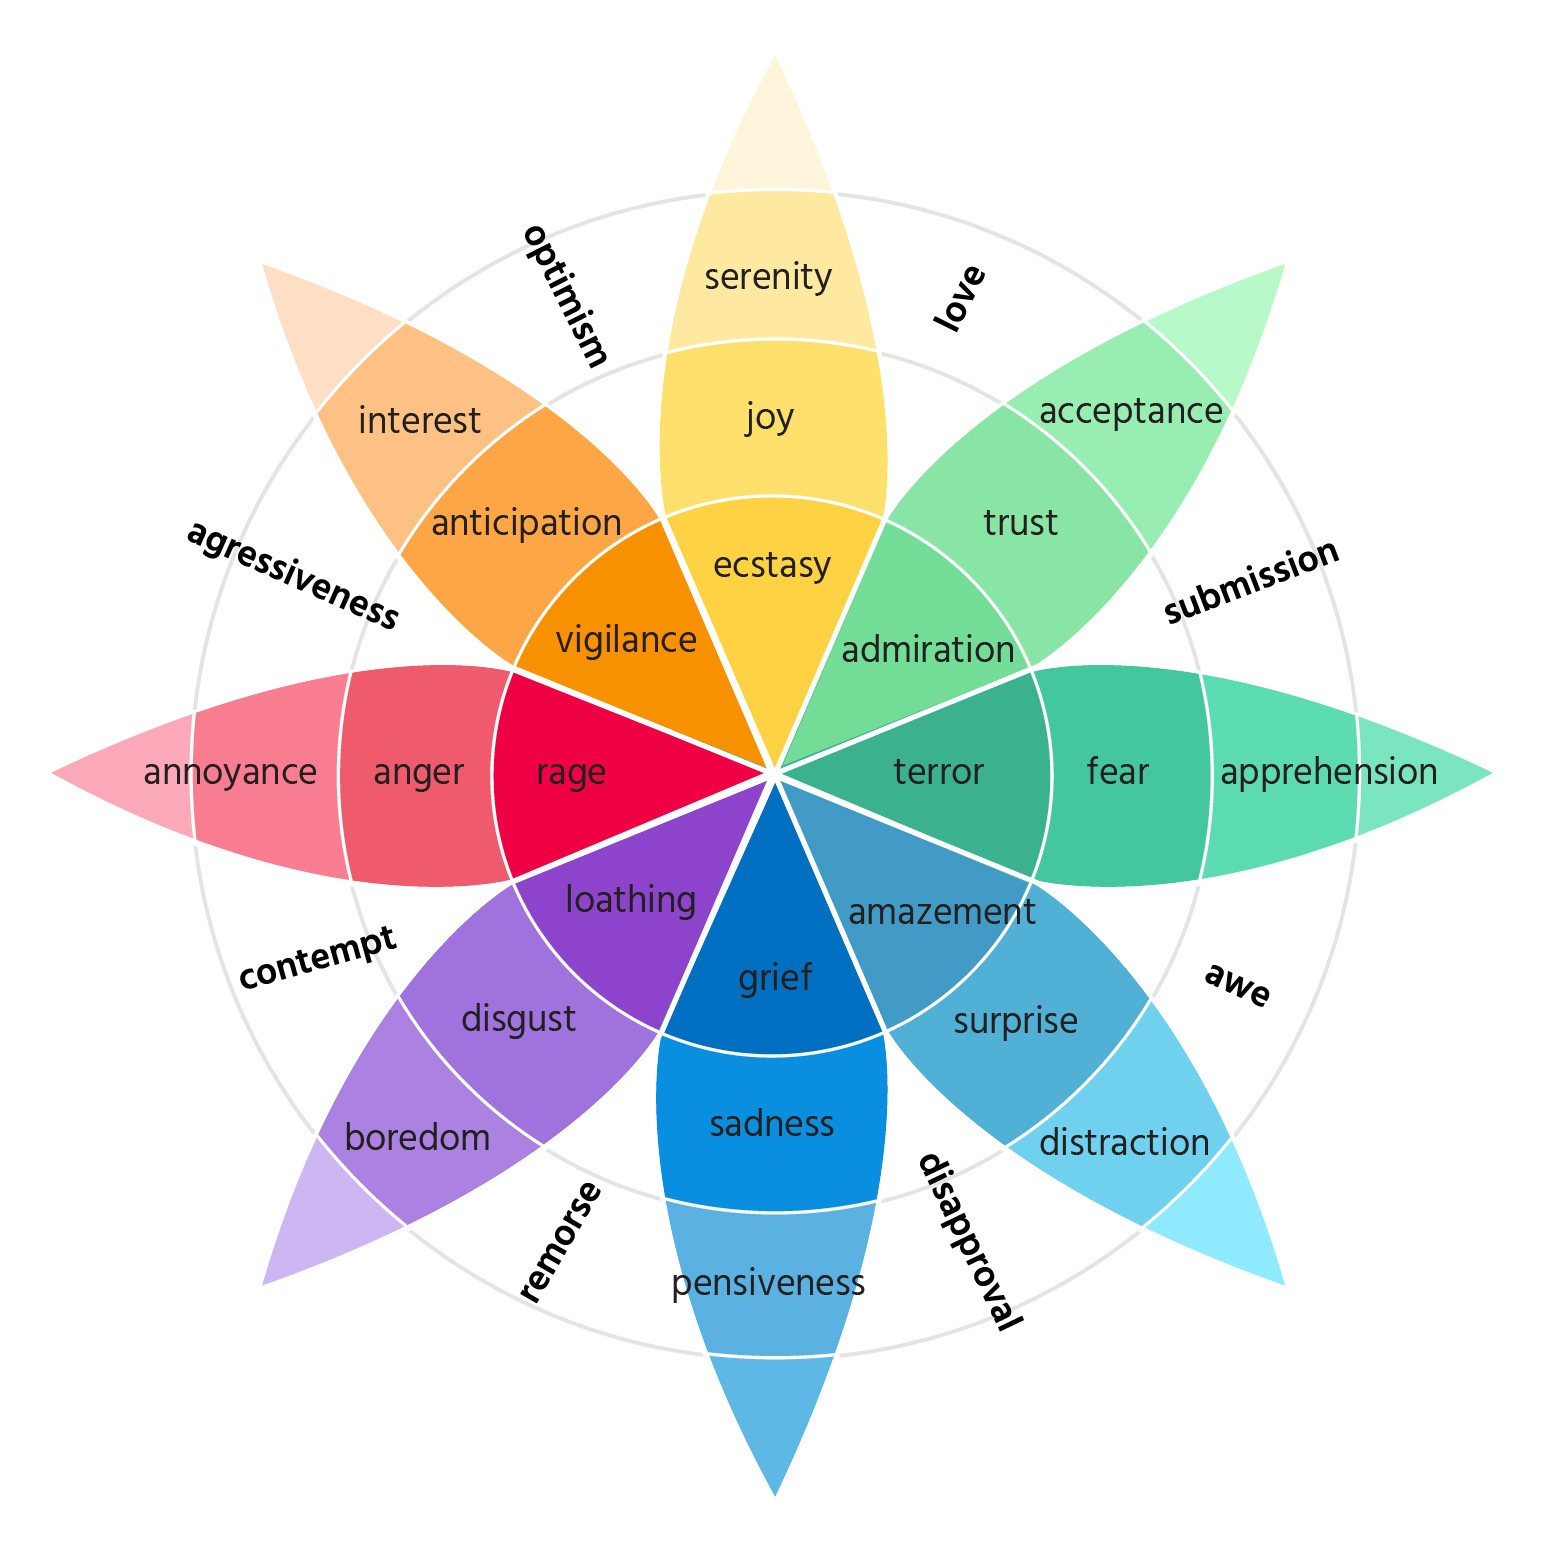 optimism
serenity
love
interest
joy
acceptance
anticipation
trust
agressiveness
ecstasy
submission
vigilance
admiration
annoyance
anger
rage
terror
fear
apprehension
loathing
amazement
contempt
grief
awe
disgust
surprise
boredom
sadness
distraction
remorse
pensiveness
disapproval